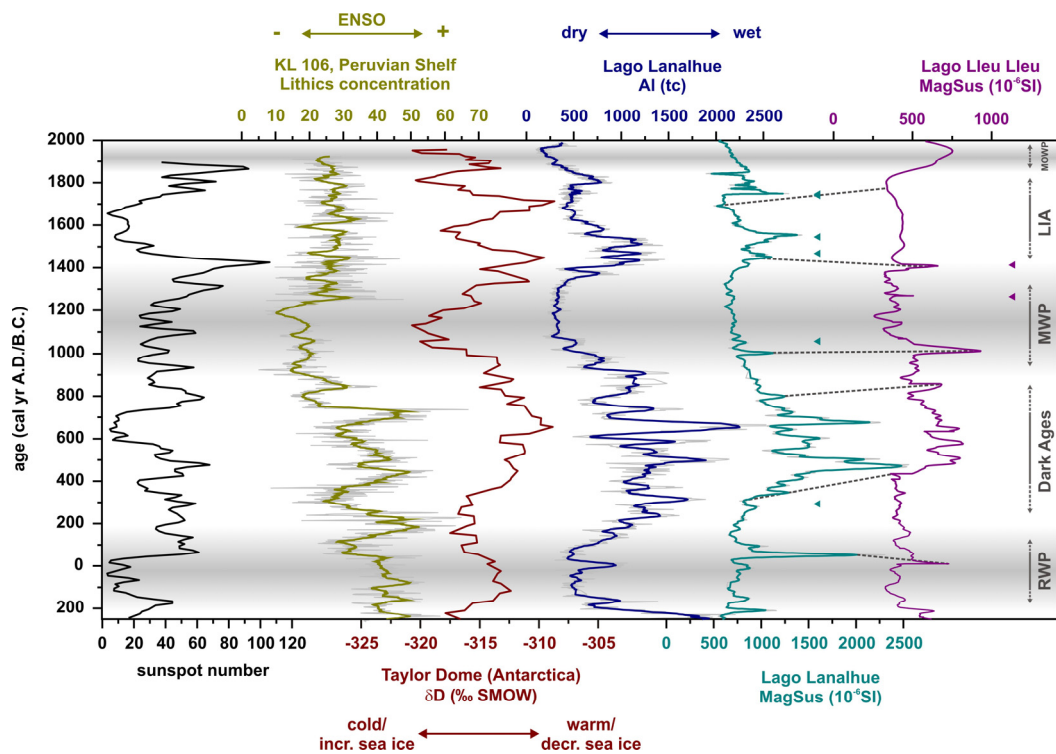 - ENSO +
KL 106, Peruvian Shelf
Lithics concentration
0 10 20 30 40 50 60 70
dry wet
Lago Lanalhue
Al (tc)
0 500 1000 1500 2000 2500
Lago Lleu Lleu
MagSus (10⁻⁶SI)
0 500 1000
age (cal yr A.D./B.C.)
2000
1800
1600
1400
1200
1000
800
600
400
200
0
200
MOWP
LIA
MWP
Dark Ages
RWP
0 20 40 60 80 100 120
sunspot number
-325 -320 -315 -310 -305
Taylor Dome (Antarctica)
δD (‰ SMOW)
cold/ warm/
incr. sea ice decr. sea ice
0 500 1000 1500 2000 2500
Lago Lanalhue
MagSus (10⁻⁶SI)